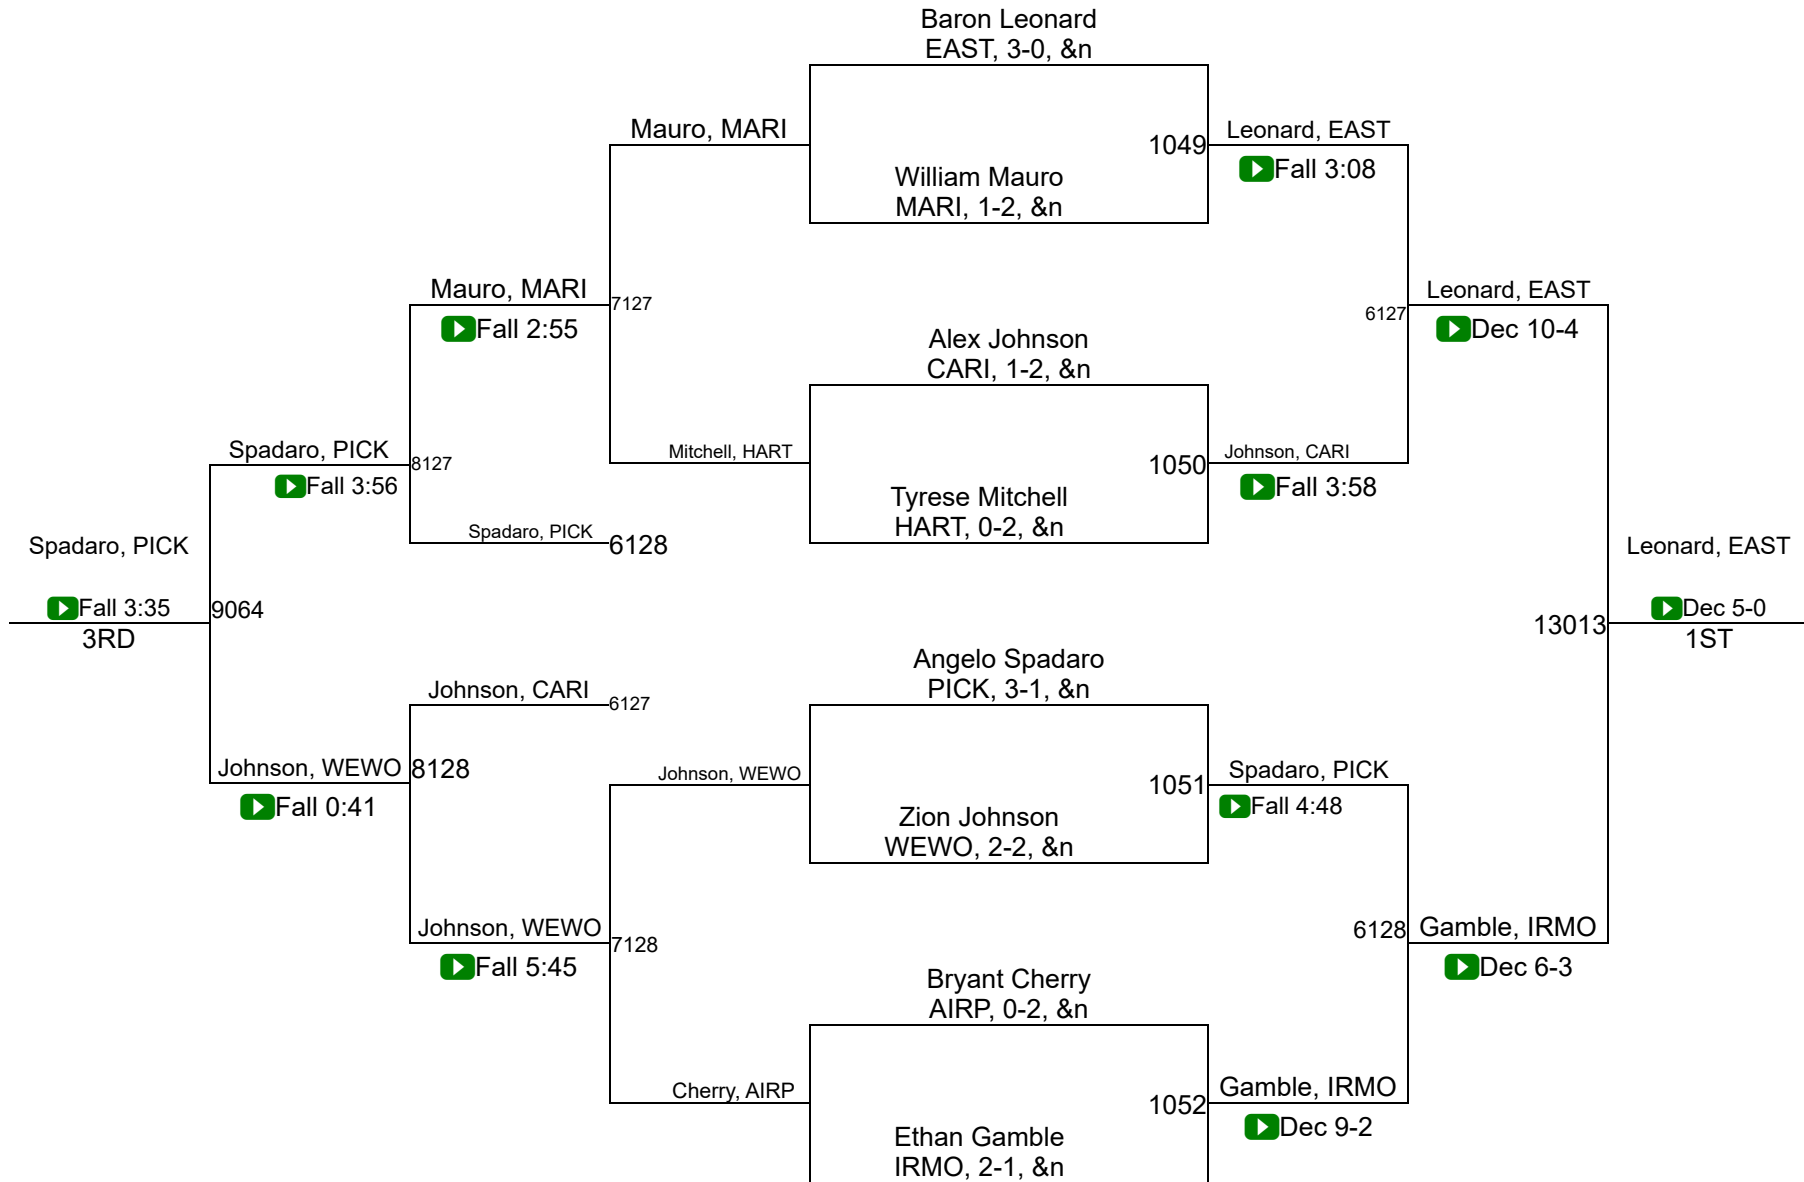 Baron Leonard
EAST, 3-0, &n
Mauro, MARI
1049
Leonard, EAST
Fall 3:08
William Mauro
MARI, 1-2, &n
Mauro, MARI
7127
Fall 2:55
6127
Leonard, EAST
Dec 10-4
Alex Johnson
CARI, 1-2, &n
Spadaro, PICK
8127
Fall 3:56
Mitchell, HART
1050
Johnson, CARI
Fall 3:58
Tyrese Mitchell
HART, 0-2, &n
Spadaro, PICK
6128
Spadaro, PICK
Fall 3:35
3RD
9064
Leonard, EAST
13013
Dec 5-0
1ST
Angelo Spadaro
PICK, 3-1, &n
Johnson, CARI
6127
Johnson, WEWO
8128
Fall 0:41
Johnson, WEWO
1051
Spadaro, PICK
Fall 4:48
Zion Johnson
WEWO, 2-2, &n
Johnson, WEWO
7128
Fall 5:45
6128
Gamble, IRMO
Dec 6-3
Bryant Cherry
AIRP, 0-2, &n
Cherry, AIRP
1052
Gamble, IRMO
Dec 9-2
Ethan Gamble
IRMO, 2-1, &n